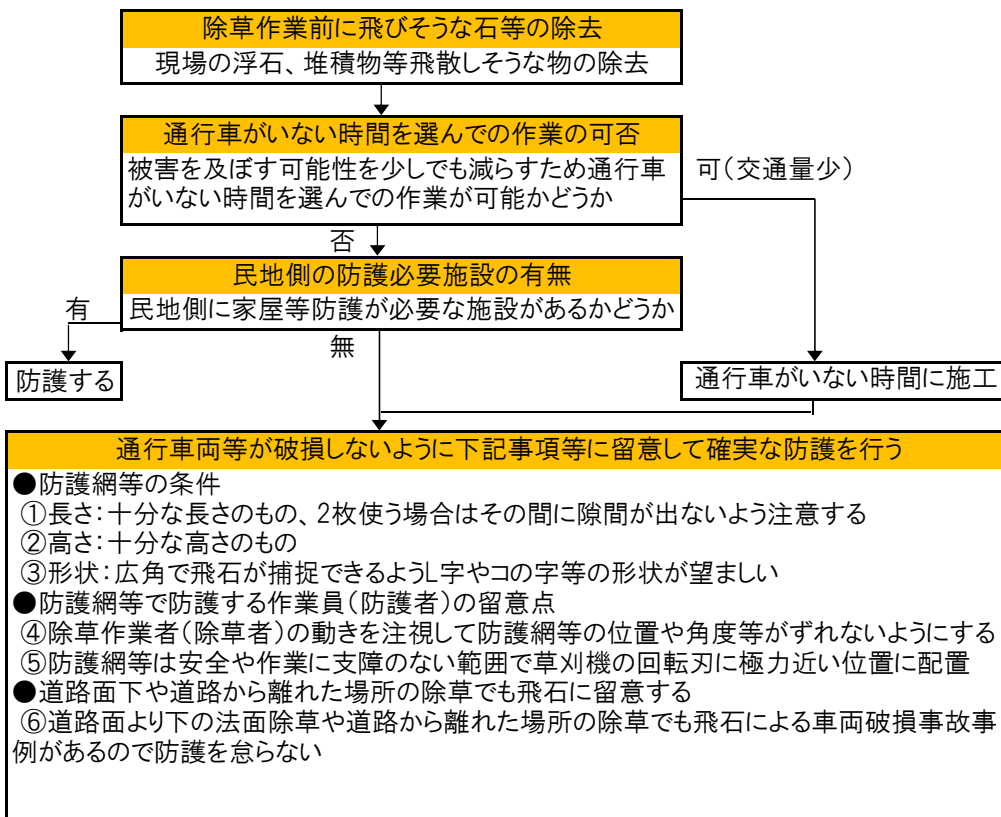 除草作業前に飛びそうな石等の除去
現場の浮石、堆積物等飛散しそうな物の除去
通行車がいない時間を選んでの作業の可否
被害を及ぼす可能性を少しでも減らすため通行車
がいない時間を選んでの作業が可能かどうか
可(交通量少)
否
民地側の防護必要施設の有無
民地側に家屋等防護が必要な施設があるかどうか
有
無
防護する
通行車がいない時間に施工
通行車両等が破損しないように下記事項等に留意して確実な防護を行う
●防護網等の条件
①長さ:十分な長さのもの、2枚使う場合はその間に隙間が出ないよう注意する
②高さ:十分な高さのもの
③形状:広角で飛石が捕捉できるようL字やコの字等の形状が望ましい
●防護網等で防護する作業員(防護者)の留意点
④除草作業者(除草者)の動きを注視して防護網等の位置や角度等がずれないようにする
⑤防護網等は安全や作業に支障のない範囲で草刈機の回転刃に極力近い位置に配置
●道路面下や道路から離れた場所の除草でも飛石に留意する
⑥道路面より下の法面除草や道路から離れた場所の除草でも飛石による車両破損事故事
例があるので防護を怠らない